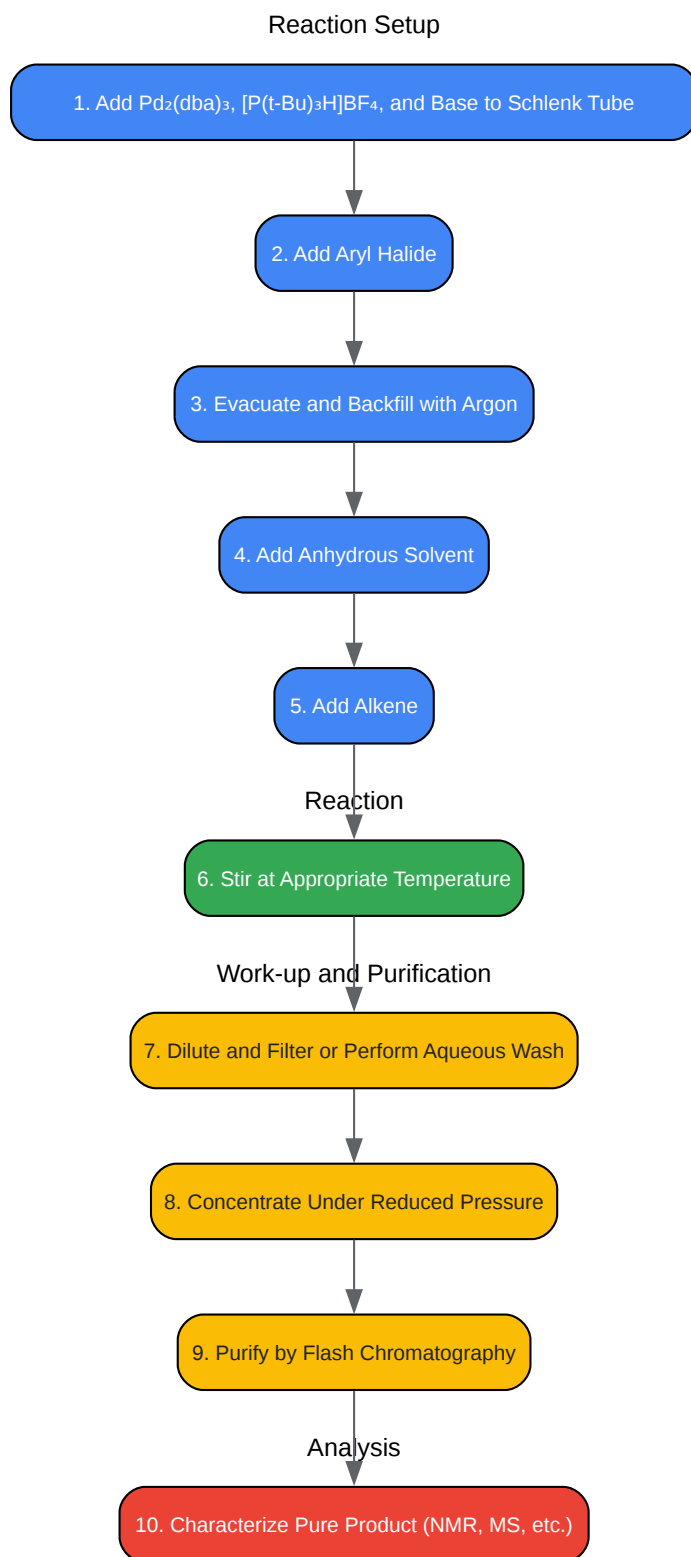 Reaction Setup
1. Add Pd₂(dba)₃, [P(t-Bu)₃H]BF₄, and Base to Schlenk Tube
2. Add Aryl Halide
3. Evacuate and Backfill with Argon
4. Add Anhydrous Solvent
5. Add Alkene
Reaction
6. Stir at Appropriate Temperature
Work-up and Purification
7. Dilute and Filter or Perform Aqueous Wash
8. Concentrate Under Reduced Pressure
9. Purify by Flash Chromatography
Analysis
10. Characterize Pure Product (NMR, MS, etc.)